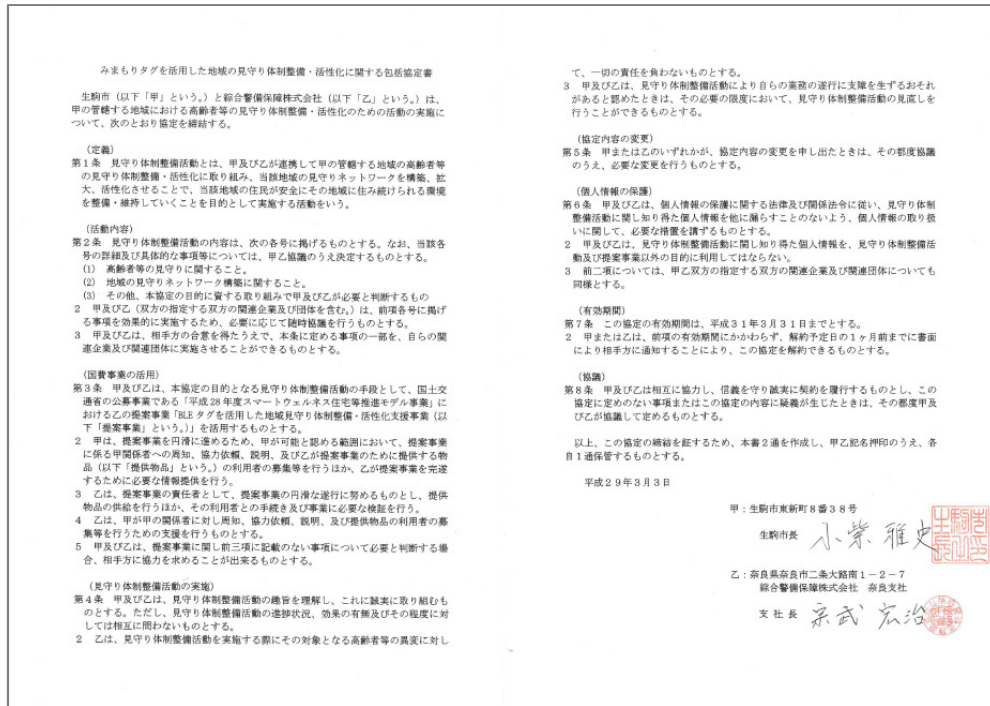 みまもりタグを活用した地域の見守り体制整備・活性化に関する包括協定書
生駒市（以下「甲」という。）と綜合警備保障株式会社（以下「乙」という。）は、
甲の管轄する地域における高齢者等の見守り体制整備・活性化のための活動の実施に
ついて、次のとおり協定を締結する。
（定義）
第１条　見守り体制整備活動とは、甲及び乙が連携して甲の管轄する地域の高齢者等
の見守り体制整備・活性化に取り組み、当該地域の見守りネットワークを構築、拡
大、活性化させることで、当該地域の住民が安全にその地域に住み続けられる環境
を整備・維持していくことを目的として実施する活動をいう。
（活動内容）
第２条　見守り体制整備活動の内容は、次の各号に掲げるものとする。なお、当該各
号の詳細及び具体的な事項等については、甲乙協議のうえ決定するものとする。
(1)　高齢者等の見守りに関すること。
(2)　地域の見守りネットワーク構築に関すること。
(3)　その他、本協定の目的に資する取り組みで甲及び乙が必要と判断するもの
２　甲及び乙（双方の指定する双方の関連企業及び団体を含む。）は、前項各号に掲げ
る事項を効果的に実施するため、必要に応じて随時協議を行うものとする。
３　甲及び乙は、相手方の合意を得たうえで、本条に定める事項の一部を、自らの関
連企業及び関連団体に実施させることができるものとする。
（国費事業の活用）
第３条　甲及び乙は、本協定の目的となる見守り体制整備活動の手段として、国土交
通省の公募事業である「平成 28 年度スマートウェルネス住宅等推進モデル事業」に
おける乙の提案事業「BLE タグを活用した地域見守り体制整備・活性化支援事業（以
下「提案事業」という。）」を活用するものとする。
２　甲は、提案事業を円滑に進めるため、甲が可能と認める範囲において、提案事業
に係る甲関係者への周知、協力依頼、説明、及び乙が提案事業のために提供する物
品（以下「提供物品」という。）の利用者の募集等を行うほか、乙が提案事業を完遂
するために必要な情報提供を行う。
３　乙は、提案事業の責任者として、提案事業の円滑な遂行に努めるものとし、提供
物品の供給を行うほか、その利用者との手続き及び事業に必要な検証を行う。
４　乙は、甲が甲の関係者に対し周知、協力依頼、説明、及び提供物品の利用者の募
集等を行うための支援を行うものとする。
５　甲及び乙は、提案事業に関し前三項に記載のない事項について必要と判断する場
合、相手方に協力を求めることが出来るものとする。
（見守り体制整備活動の実施）
第４条　甲及び乙は、見守り体制整備活動の趣旨を理解し、これに誠実に取り組むも
のとする。ただし、見守り体制整備活動の進捗状況、効果の有無及びその程度に対
しては相互に問わないものとする。
２　乙は、見守り体制整備活動を実施する際にその対象となる高齢者等の異変に対し
て、一切の責任を負わないものとする。
３　甲及び乙は、見守り体制整備活動により自らの業務の遂行に支障を生ずるおそれ
があると認めたときは、その必要の限度において、見守り体制整備活動の見直しを
行うことができるものとする。
（協定内容の変更）
第５条　甲または乙のいずれかが、協定内容の変更を申し出たときは、その都度協議
のうえ、必要な変更を行うものとする。
（個人情報の保護）
第６条　甲及び乙は、個人情報の保護に関する法律及び関係法令に従い、見守り体制
整備活動に関し知り得た個人情報を他に漏らすことのないよう、個人情報の取り扱
いに関して、必要な措置を講ずるものとする。
２　甲及び乙は、見守り体制整備活動に関し知り得た個人情報を、見守り体制整備活
動及び提案事業以外の目的に利用してはならない。
３　前二項については、甲乙双方の指定する双方の関連企業及び関連団体についても
同様とする。
（有効期間）
第７条　この協定の有効期間は、平成３１年３月３１日までとする。
２　甲または乙は、前項の有効期間にかかわらず、解約予定日の１ヶ月前までに書面
により相手方に通知することにより、この協定を解約できるものとする。
（協議）
第８条　甲及び乙は相互に協力し、信義を守り誠実に契約を履行するものとし、この
協定に定めのない事項またはこの協定の内容に疑義が生じたときは、その都度甲及
び乙が協議して定めるものとする。
以上、この協定の締結を証するため、本書２通を作成し、甲乙記名押印のうえ、各
自１通保管するものとする。
平成２９年３月３日
甲：生駒市東新町８番３８号
生駒市長　小紫 雅史
乙：奈良県奈良市二条大路南１－２－７
綜合警備保障株式会社　奈良支社
支社長　宗武 宏治